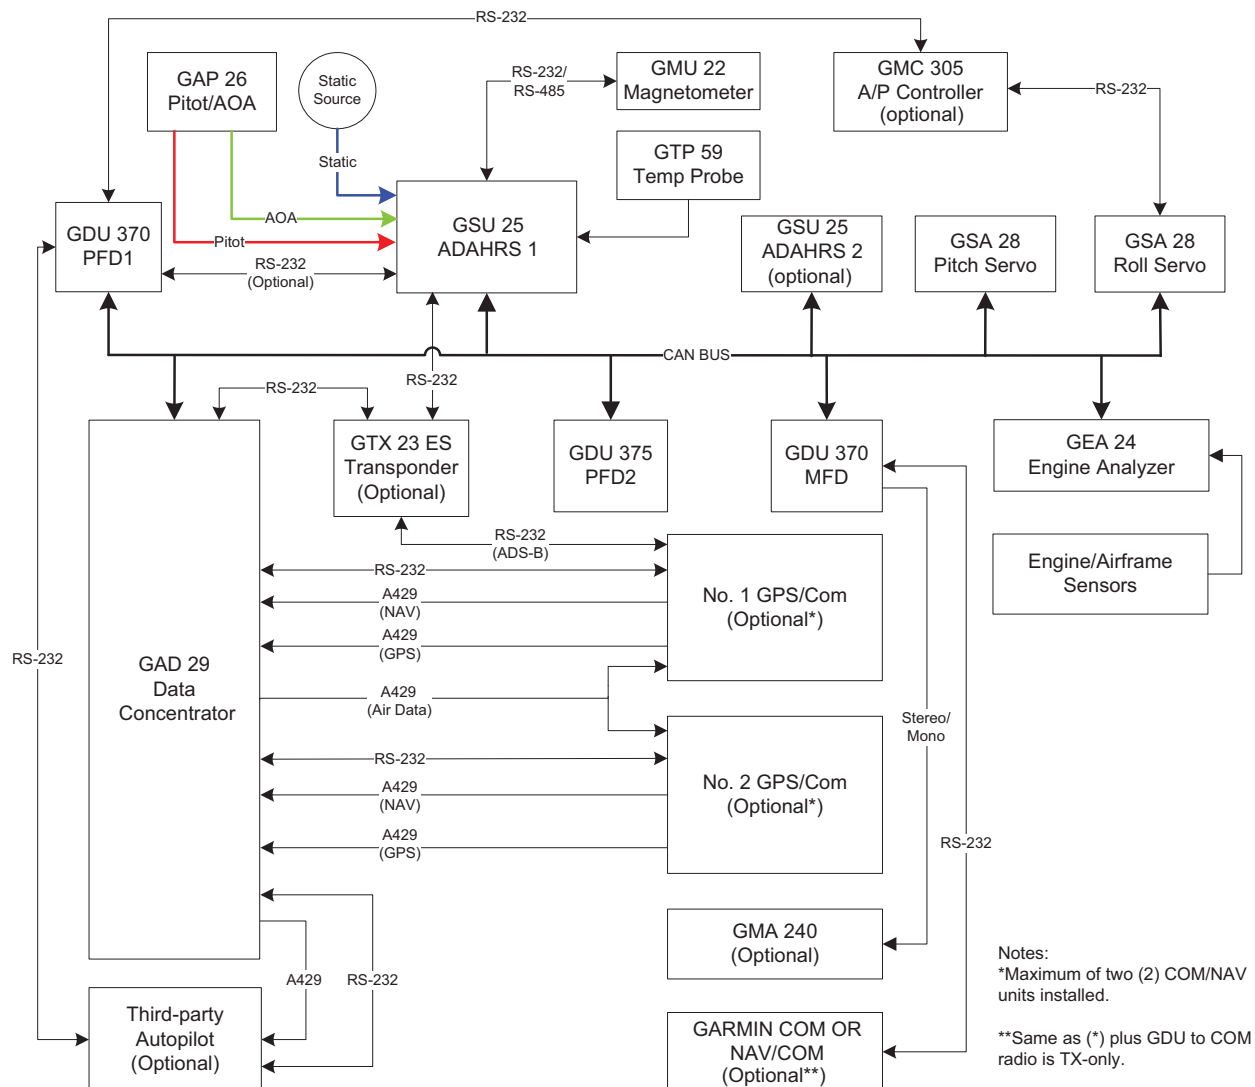 RS-232
GAP 26
Pitot/AOA
Static
Source
RS-232/
RS-485
GMU 22
Magnetometer
GMC 305
A/P Controller
(optional)
RS-232
GTP 59
Temp Probe
Static
AOA
Pitot
GDU 370
PFD1
RS-232
(Optional)
GSU 25
ADAHRS 1
GSU 25
ADAHRS 2
(optional)
GSA 28
Pitch Servo
GSA 28
Roll Servo
CAN BUS
RS-232
RS-232
GTX 23 ES
Transponder
(Optional)
GDU 375
PFD2
GDU 370
MFD
GEA 24
Engine Analyzer
RS-232
(ADS-B)
RS-232
A429
(NAV)
A429
(GPS)
No. 1 GPS/Com
(Optional*)
Engine/Airframe
Sensors
RS-232
GAD 29
Data
Concentrator
A429
(Air Data)
Stereo/
Mono
RS-232
A429
(NAV)
A429
(GPS)
No. 2 GPS/Com
(Optional*)
RS-232
GMA 240
(Optional)
A429
RS-232
Third-party
Autopilot
(Optional)
GARMIN COM OR
NAV/COM
(Optional**)
Notes:
*Maximum of two (2) COM/NAV
units installed.
**Same as (*) plus GDU to COM
radio is TX-only.